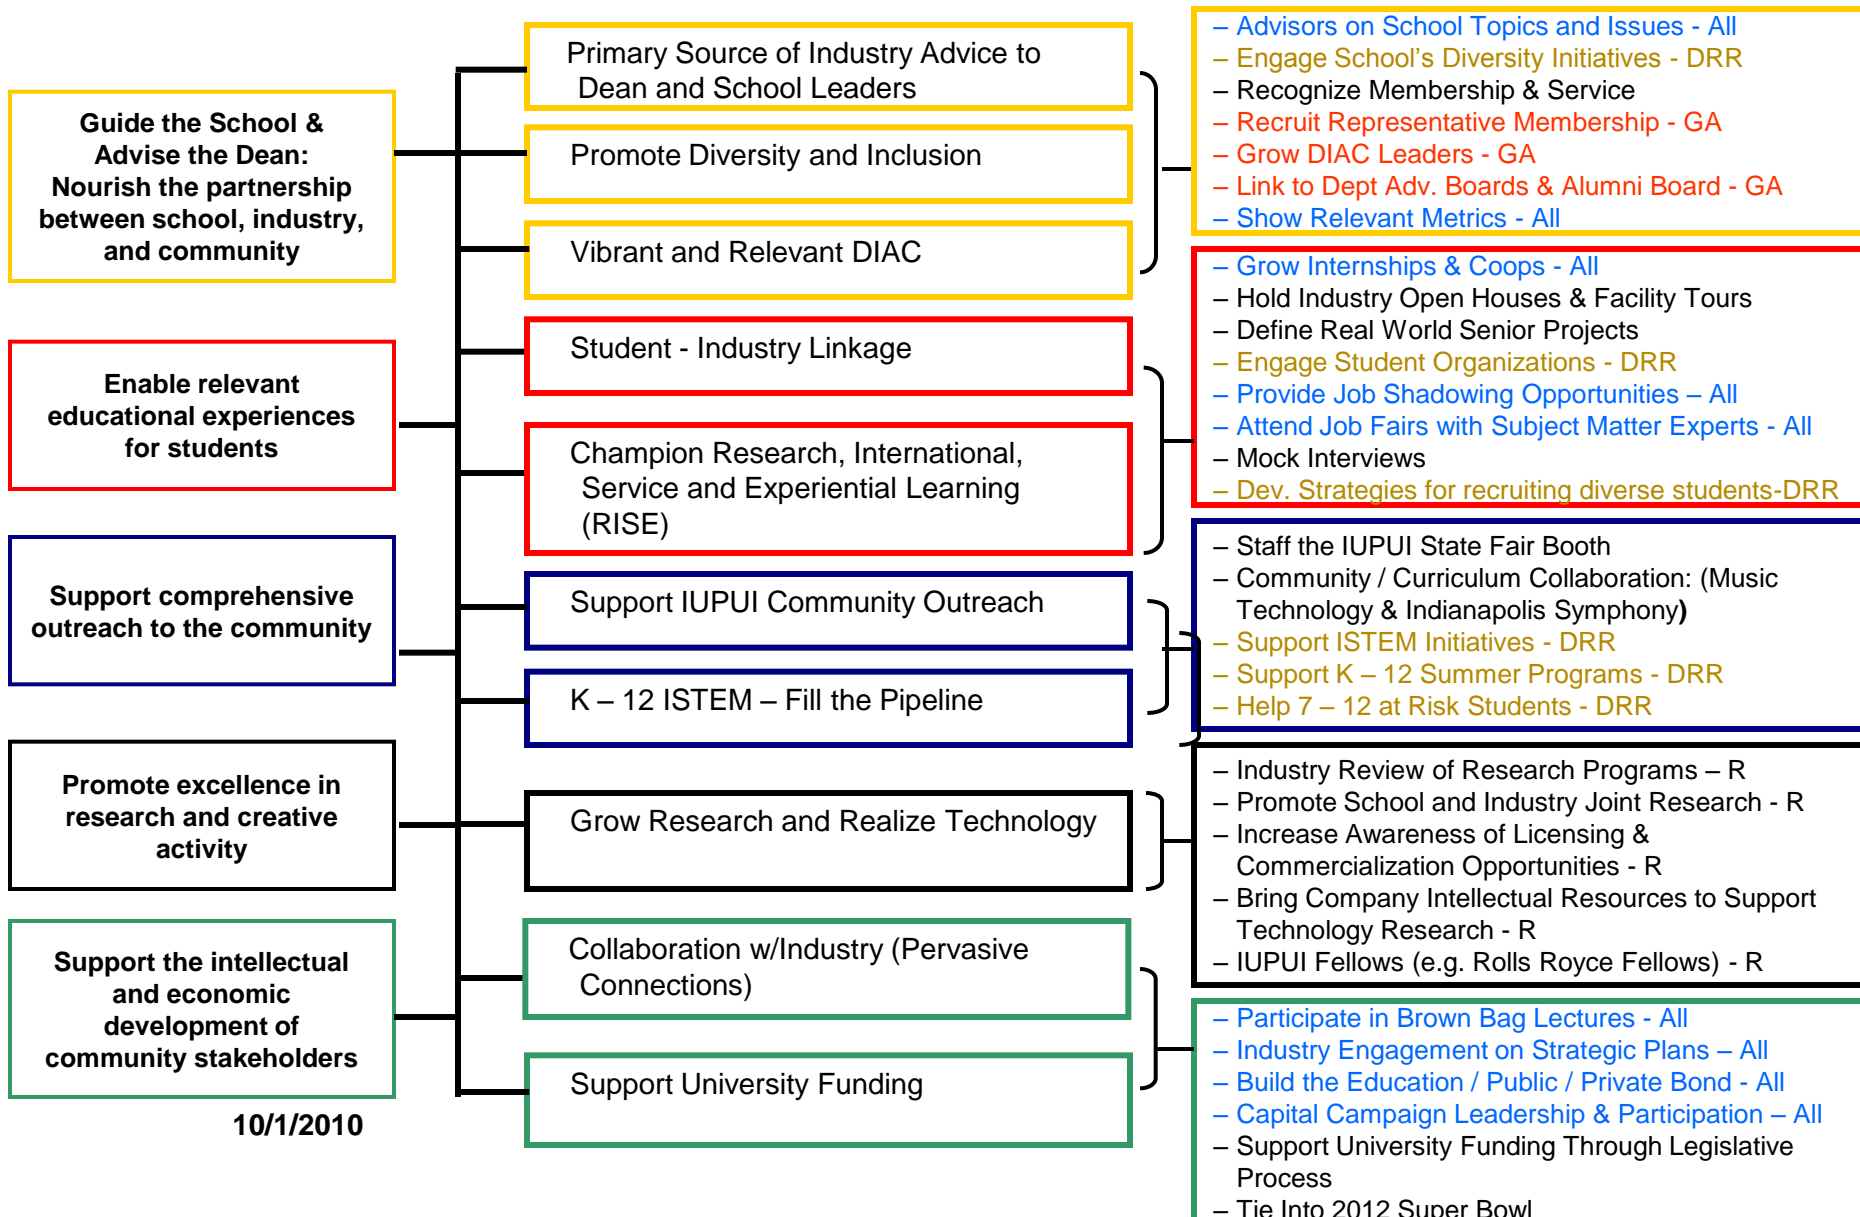 Guide the School &
Advise the Dean:
Nourish the partnership
between school, industry,
and community
Enable relevant
educational experiences
for students
Support comprehensive
outreach to the community
Promote excellence in
research and creative
activity
Support the intellectual
and economic
development of
community stakeholders
10/1/2010
Primary Source of Industry Advice to
Dean and School Leaders
Promote Diversity and Inclusion
Vibrant and Relevant DIAC
Student - Industry Linkage
Champion Research, International,
Service and Experiential Learning
(RISE)
Support IUPUI Community Outreach
K – 12 ISTEM – Fill the Pipeline
Grow Research and Realize Technology
Collaboration w/Industry (Pervasive
Connections)
Support University Funding
– Advisors on School Topics and Issues - All
– Engage School’s Diversity Initiatives - DRR
– Recognize Membership & Service
– Recruit Representative Membership - GA
– Grow DIAC Leaders - GA
– Link to Dept Adv. Boards & Alumni Board - GA
– Show Relevant Metrics - All
– Grow Internships & Coops - All
– Hold Industry Open Houses & Facility Tours
– Define Real World Senior Projects
– Engage Student Organizations - DRR
– Provide Job Shadowing Opportunities – All
– Attend Job Fairs with Subject Matter Experts - All
– Mock Interviews
– Dev. Strategies for recruiting diverse students-DRR
– Staff the IUPUI State Fair Booth
– Community / Curriculum Collaboration: (Music
Technology & Indianapolis Symphony)
– Support ISTEM Initiatives - DRR
– Support K – 12 Summer Programs - DRR
– Help 7 – 12 at Risk Students - DRR
– Industry Review of Research Programs – R
– Promote School and Industry Joint Research - R
– Increase Awareness of Licensing &
Commercialization Opportunities - R
– Bring Company Intellectual Resources to Support
Technology Research - R
– IUPUI Fellows (e.g. Rolls Royce Fellows) - R
– Participate in Brown Bag Lectures - All
– Industry Engagement on Strategic Plans – All
– Build the Education / Public / Private Bond - All
– Capital Campaign Leadership & Participation – All
– Support University Funding Through Legislative
Process
– Tie Into 2012 Super Bowl